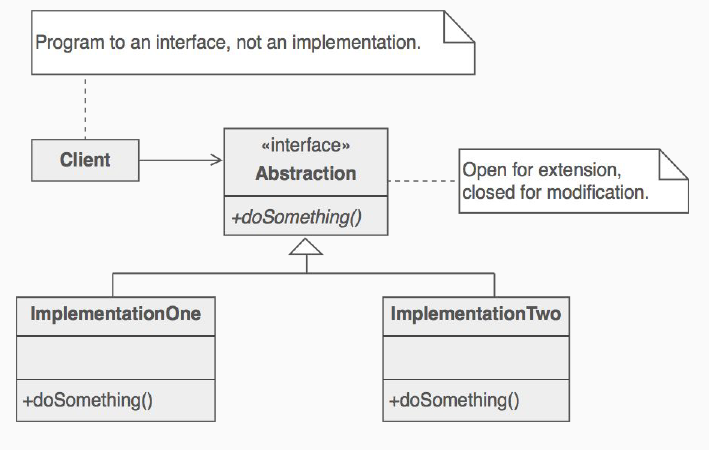 Program to an interface, not an implementation.
Client
«interface»
Abstraction
+doSomething()
Open for extension,
closed for modification.
ImplementationOne
+doSomething()
ImplementationTwo
+doSomething()